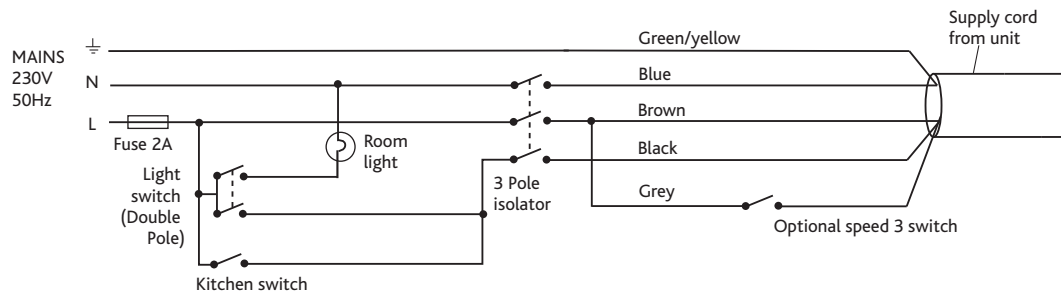 Supply cord
from unit
MAINS
230V
50Hz
Green/yellow
N
Blue
L
Fuse 2A
Brown
Room
light
Black
Light
switch
(Double
Pole)
3 Pole
isolator
Grey
Optional speed 3 switch
Kitchen switch